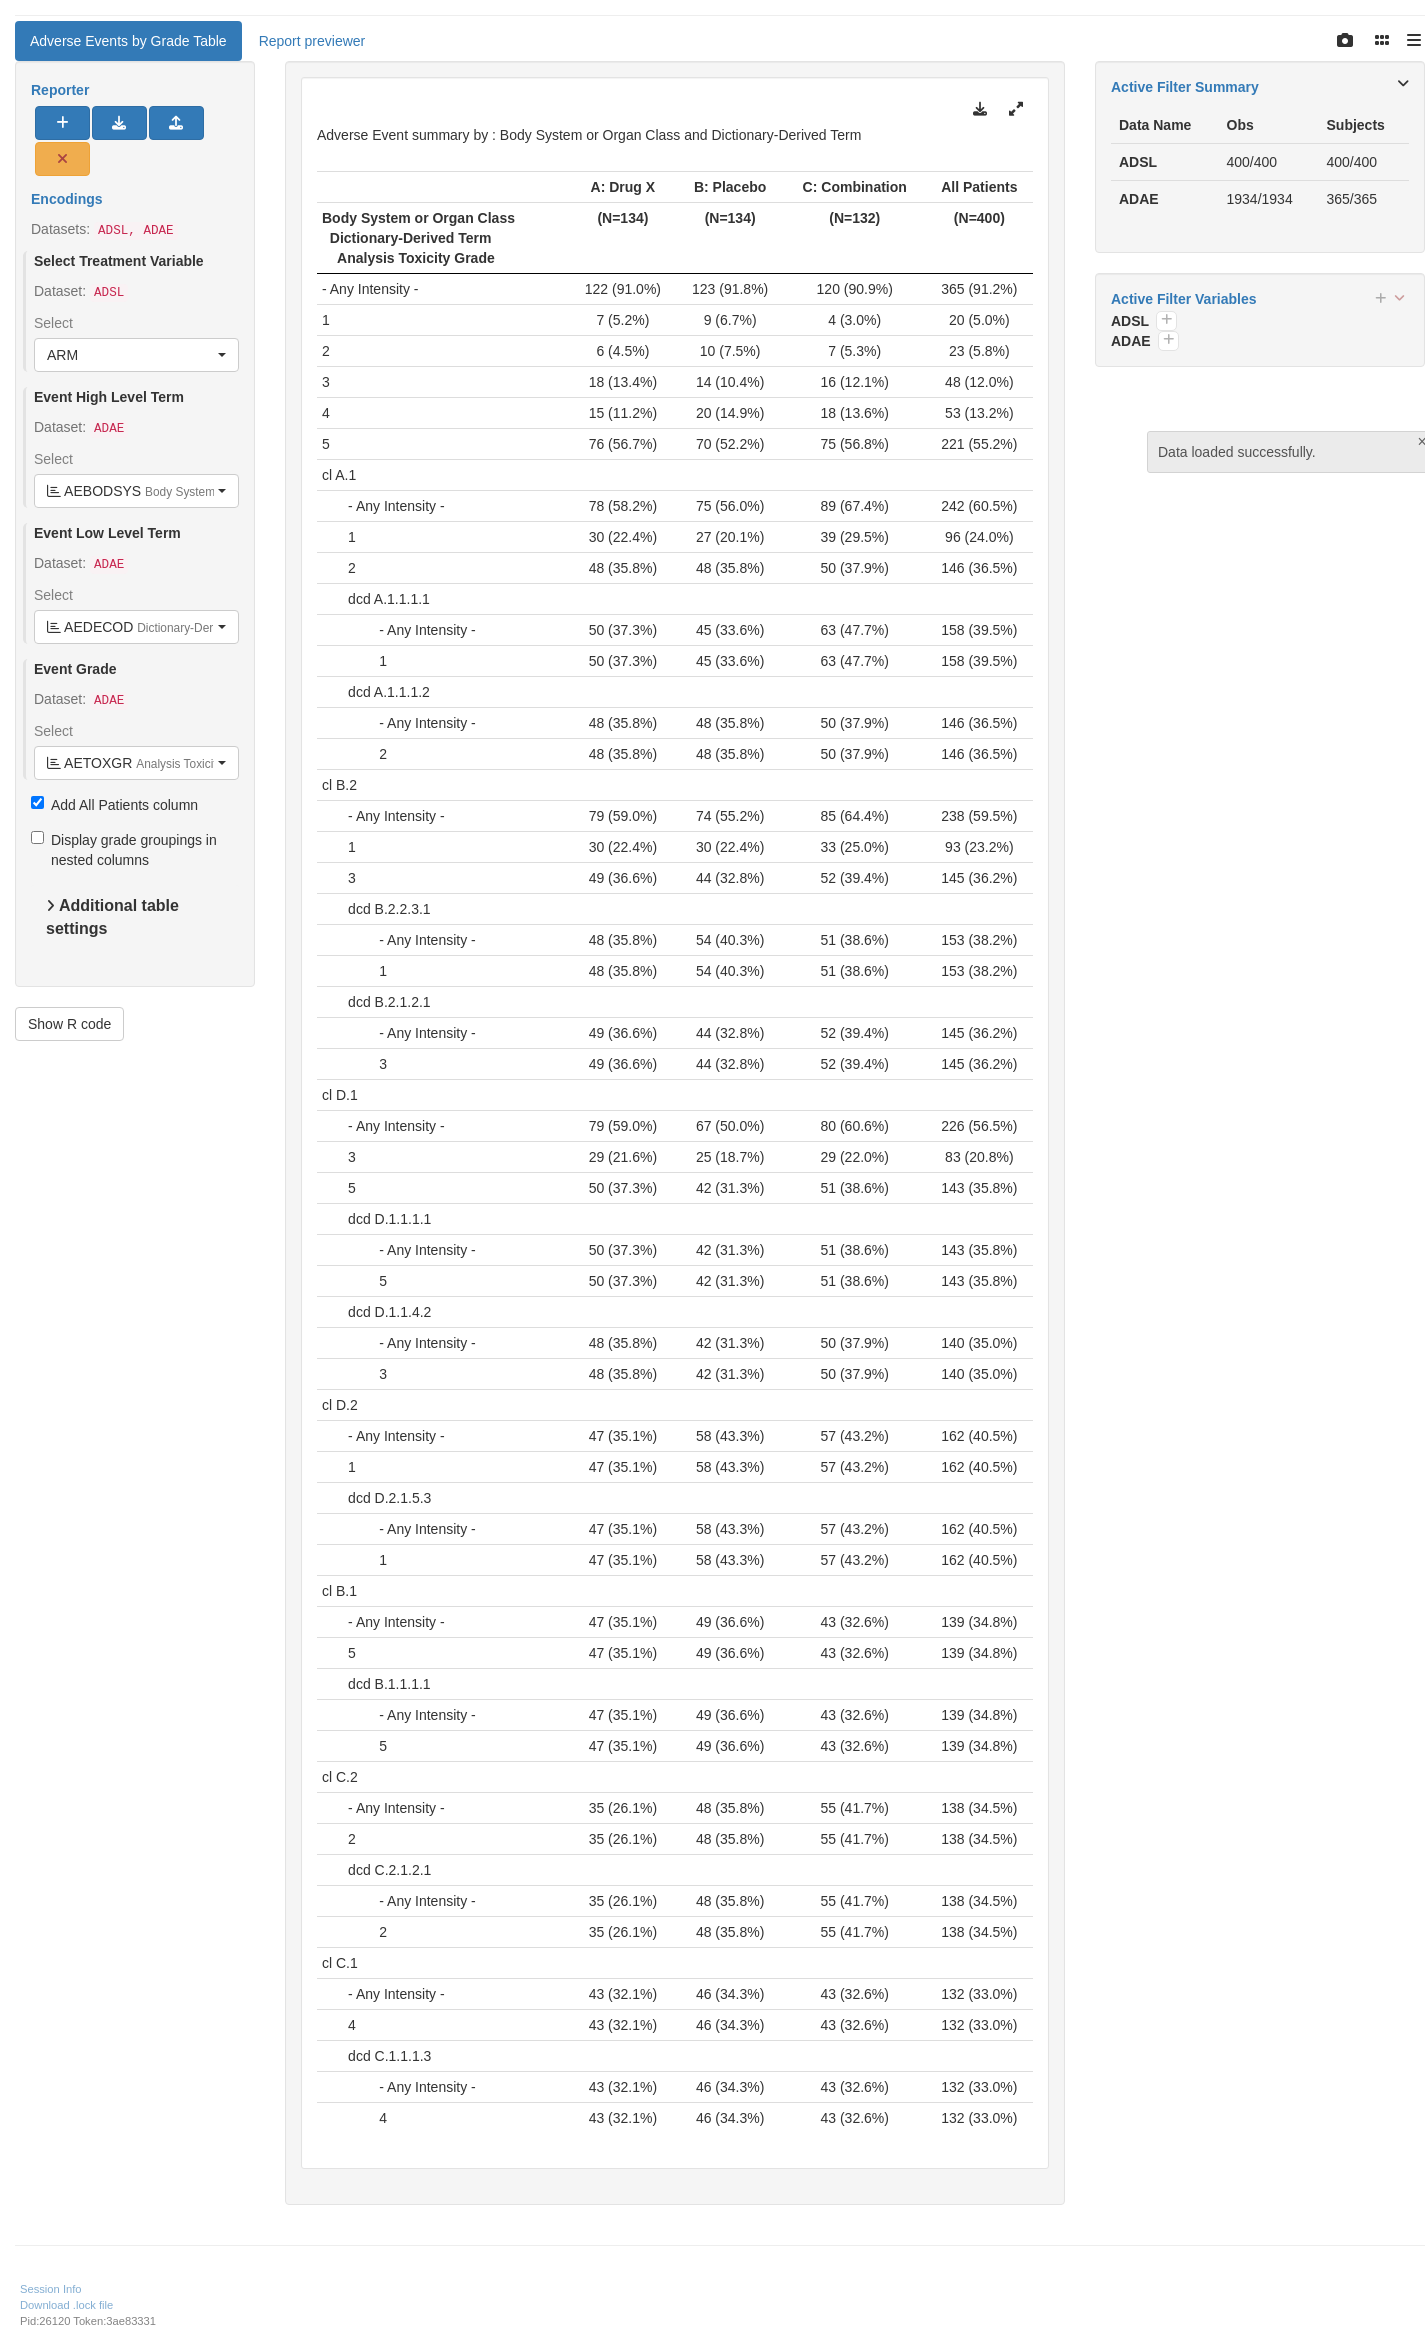 Adverse Events by Grade Table Report previewer
Reporter
Encodings
Datasets: ADSL, ADAE
Select Treatment Variable
Dataset: ADSL
Select
ARM
Event High Level Term
Dataset: ADAE
Select
AEBODSYS Body System
Event Low Level Term
Dataset: ADAE
Select
AEDECOD Dictionary-Der
Event Grade
Dataset: ADAE
Select
AETOXGR Analysis Toxici
Add All Patients column
Display grade groupings in
nested columns
Additional table
settings
Show R code
Adverse Event summary by : Body System or Organ Class and Dictionary-Derived Term
A: Drug X B: Placebo C: Combination All Patients
Body System or Organ Class (N=134) (N=134) (N=132) (N=400)
Dictionary-Derived Term
Analysis Toxicity Grade
- Any Intensity - 122 (91.0%) 123 (91.8%) 120 (90.9%) 365 (91.2%)
1 7 (5.2%) 9 (6.7%) 4 (3.0%) 20 (5.0%)
2 6 (4.5%) 10 (7.5%) 7 (5.3%) 23 (5.8%)
3 18 (13.4%) 14 (10.4%) 16 (12.1%) 48 (12.0%)
4 15 (11.2%) 20 (14.9%) 18 (13.6%) 53 (13.2%)
5 76 (56.7%) 70 (52.2%) 75 (56.8%) 221 (55.2%)
cl A.1
- Any Intensity - 78 (58.2%) 75 (56.0%) 89 (67.4%) 242 (60.5%)
1 30 (22.4%) 27 (20.1%) 39 (29.5%) 96 (24.0%)
2 48 (35.8%) 48 (35.8%) 50 (37.9%) 146 (36.5%)
dcd A.1.1.1.1
- Any Intensity - 50 (37.3%) 45 (33.6%) 63 (47.7%) 158 (39.5%)
1 50 (37.3%) 45 (33.6%) 63 (47.7%) 158 (39.5%)
dcd A.1.1.1.2
- Any Intensity - 48 (35.8%) 48 (35.8%) 50 (37.9%) 146 (36.5%)
2 48 (35.8%) 48 (35.8%) 50 (37.9%) 146 (36.5%)
cl B.2
- Any Intensity - 79 (59.0%) 74 (55.2%) 85 (64.4%) 238 (59.5%)
1 30 (22.4%) 30 (22.4%) 33 (25.0%) 93 (23.2%)
3 49 (36.6%) 44 (32.8%) 52 (39.4%) 145 (36.2%)
dcd B.2.2.3.1
- Any Intensity - 48 (35.8%) 54 (40.3%) 51 (38.6%) 153 (38.2%)
1 48 (35.8%) 54 (40.3%) 51 (38.6%) 153 (38.2%)
dcd B.2.1.2.1
- Any Intensity - 49 (36.6%) 44 (32.8%) 52 (39.4%) 145 (36.2%)
3 49 (36.6%) 44 (32.8%) 52 (39.4%) 145 (36.2%)
cl D.1
- Any Intensity - 79 (59.0%) 67 (50.0%) 80 (60.6%) 226 (56.5%)
3 29 (21.6%) 25 (18.7%) 29 (22.0%) 83 (20.8%)
5 50 (37.3%) 42 (31.3%) 51 (38.6%) 143 (35.8%)
dcd D.1.1.1.1
- Any Intensity - 50 (37.3%) 42 (31.3%) 51 (38.6%) 143 (35.8%)
5 50 (37.3%) 42 (31.3%) 51 (38.6%) 143 (35.8%)
dcd D.1.1.4.2
- Any Intensity - 48 (35.8%) 42 (31.3%) 50 (37.9%) 140 (35.0%)
3 48 (35.8%) 42 (31.3%) 50 (37.9%) 140 (35.0%)
cl D.2
- Any Intensity - 47 (35.1%) 58 (43.3%) 57 (43.2%) 162 (40.5%)
1 47 (35.1%) 58 (43.3%) 57 (43.2%) 162 (40.5%)
dcd D.2.1.5.3
- Any Intensity - 47 (35.1%) 58 (43.3%) 57 (43.2%) 162 (40.5%)
1 47 (35.1%) 58 (43.3%) 57 (43.2%) 162 (40.5%)
cl B.1
- Any Intensity - 47 (35.1%) 49 (36.6%) 43 (32.6%) 139 (34.8%)
5 47 (35.1%) 49 (36.6%) 43 (32.6%) 139 (34.8%)
dcd B.1.1.1.1
- Any Intensity - 47 (35.1%) 49 (36.6%) 43 (32.6%) 139 (34.8%)
5 47 (35.1%) 49 (36.6%) 43 (32.6%) 139 (34.8%)
cl C.2
- Any Intensity - 35 (26.1%) 48 (35.8%) 55 (41.7%) 138 (34.5%)
2 35 (26.1%) 48 (35.8%) 55 (41.7%) 138 (34.5%)
dcd C.2.1.2.1
- Any Intensity - 35 (26.1%) 48 (35.8%) 55 (41.7%) 138 (34.5%)
2 35 (26.1%) 48 (35.8%) 55 (41.7%) 138 (34.5%)
cl C.1
- Any Intensity - 43 (32.1%) 46 (34.3%) 43 (32.6%) 132 (33.0%)
4 43 (32.1%) 46 (34.3%) 43 (32.6%) 132 (33.0%)
dcd C.1.1.1.3
- Any Intensity - 43 (32.1%) 46 (34.3%) 43 (32.6%) 132 (33.0%)
4 43 (32.1%) 46 (34.3%) 43 (32.6%) 132 (33.0%)
Active Filter Summary
Data Name Obs Subjects
ADSL 400/400 400/400
ADAE 1934/1934 365/365
Active Filter Variables
ADSL
ADAE
Data loaded successfully.
Session Info
Download .lock file
Pid:26120 Token:3ae83331